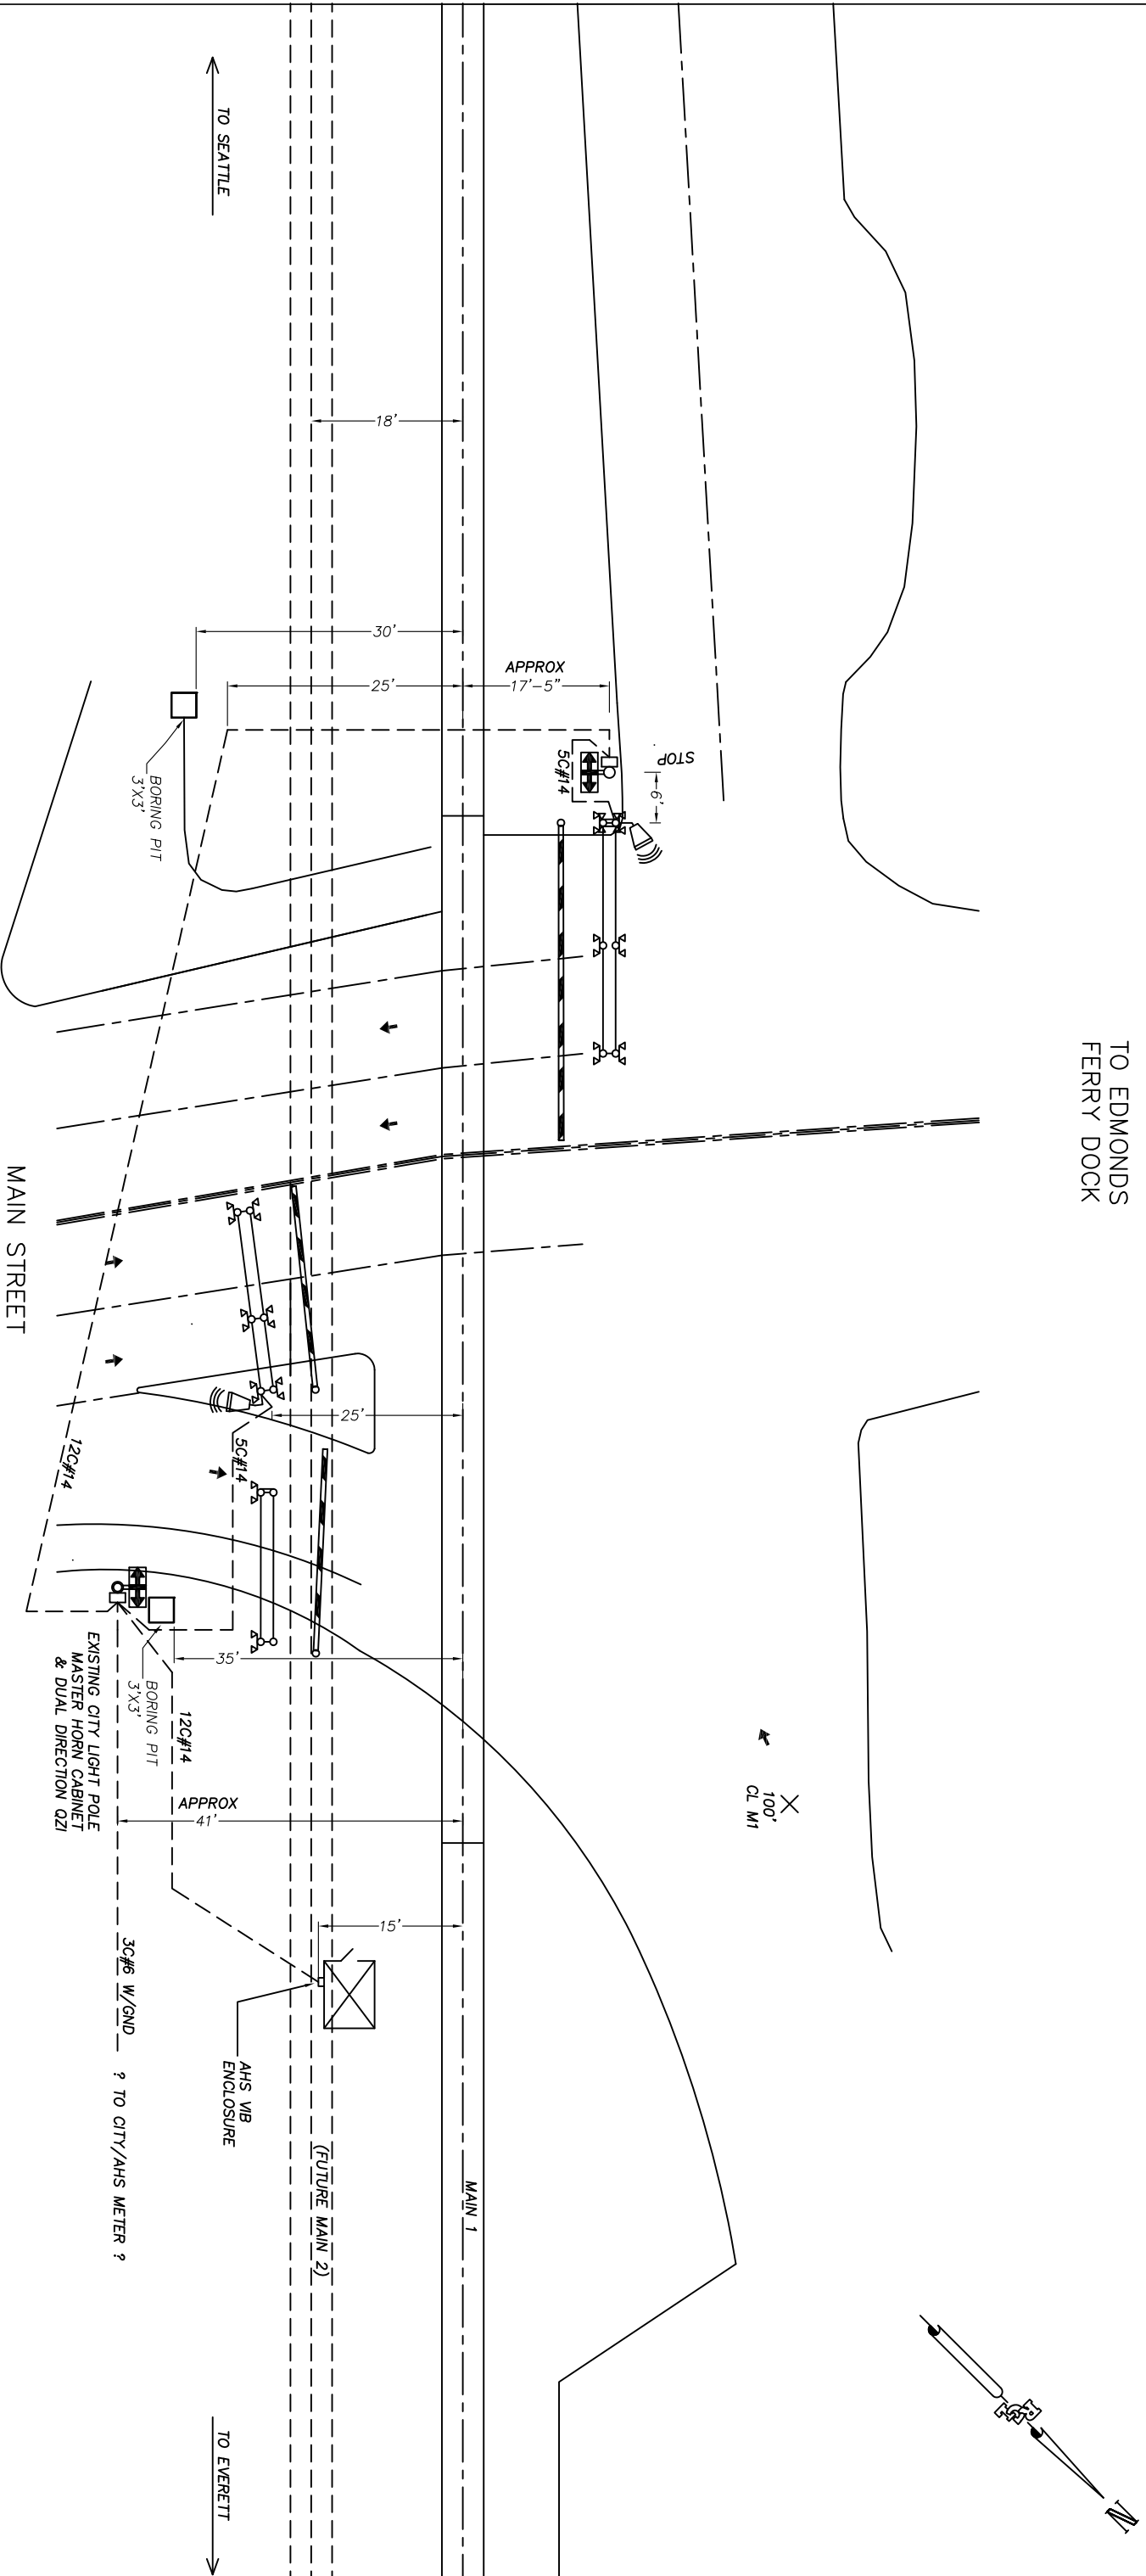 TO EDMONDS
FERRY DOCK
N
TO SEATTLE
18'
30'
25'
APPROX
17'-5"
STOP
6'
5C#14
BORING PIT
3'X3'
MAIN STREET
12C#14
5C#14
25'
35'
BORING PIT
3'X3'
EXISTING CITY LIGHT POLE
MASTER HORN CABINET
& DUAL DIRECTION QZI
12C#14
APPROX
41'
100'
CL M1
15'
3C#6 W/GND
? TO CITY/AHS METER ?
AHS VIB
ENCLOSURE
(FUTURE MAIN 2)
MAIN 1
TO EVERETT